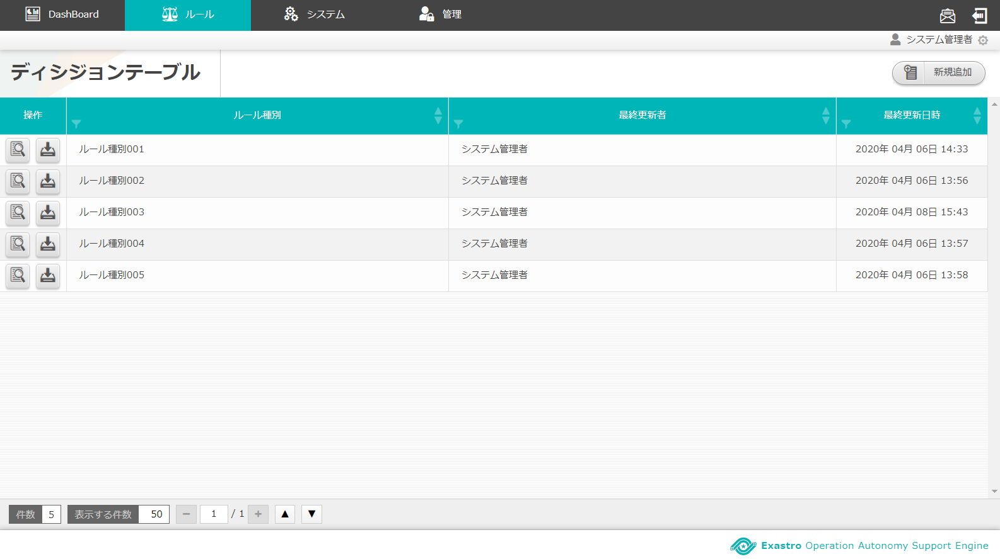 DashBoard ルール システム 管理
システム管理者
ディシジョンテーブル 新規追加
操作 ルール種別 最終更新者 最終更新日時
ルール種別001 システム管理者 2020年 04月 06日 14:33
ルール種別002 システム管理者 2020年 04月 06日 13:56
ルール種別003 システム管理者 2020年 04月 08日 15:43
ルール種別004 システム管理者 2020年 04月 06日 13:57
ルール種別005 システム管理者 2020年 04月 06日 13:58
件数 5 表示する件数 50 − 1 / 1 + ▲ ▼
Exastro Operation Autonomy Support Engine